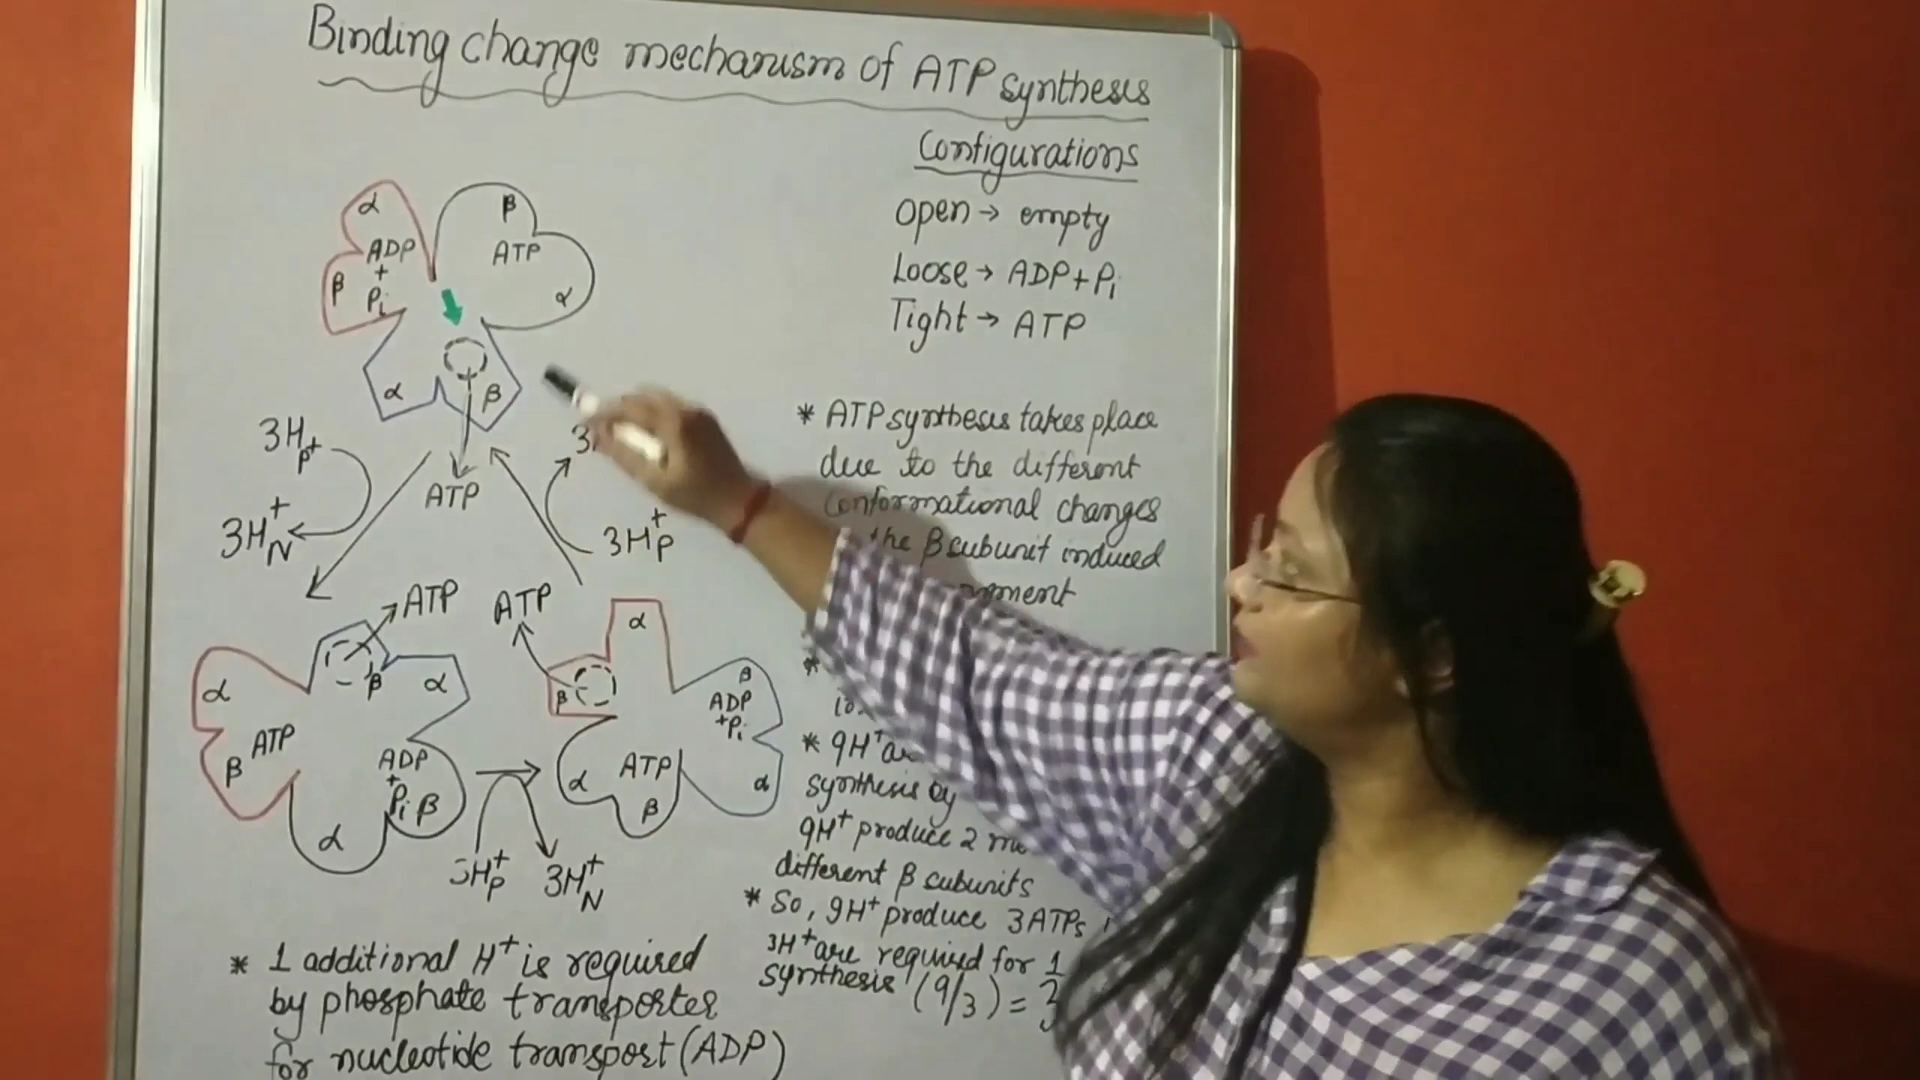 Binding change mechanism of ATP synthesis
Configurations
Open → empty
Loose → ADP+Pi
Tight → ATP
α
ADP
+
Pi
β
β
ATP
α
α
β
ATP
3H P+
3H+ N
3H+ P
α
ATP
β
ATP
β
α
ADP
+
Pi β
α
H+ P
3H+ N
ATP
α
β
β
ADP
+Pi
α
α
ATP
β
* ATP synthesis takes place
due to the different
Conformational changes
the β subunit induced
*
* 9H+
synthesis by
9H+ produce 2
different β subunits
* So, 9H+ produce 3 ATPs
3H+ are required for 1
synthesis (9/3) =
* 1 additional H+ is required
by phosphate transporter
for nucleotide transport (ADP)